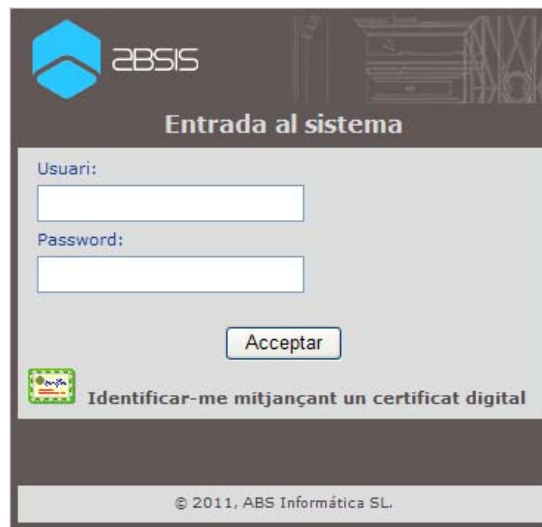 absis
Entrada al sistema
Usuari:
Password:
Acceptar
Identificar-me mitjançant un certificat digital
© 2011, ABS Informática SL.